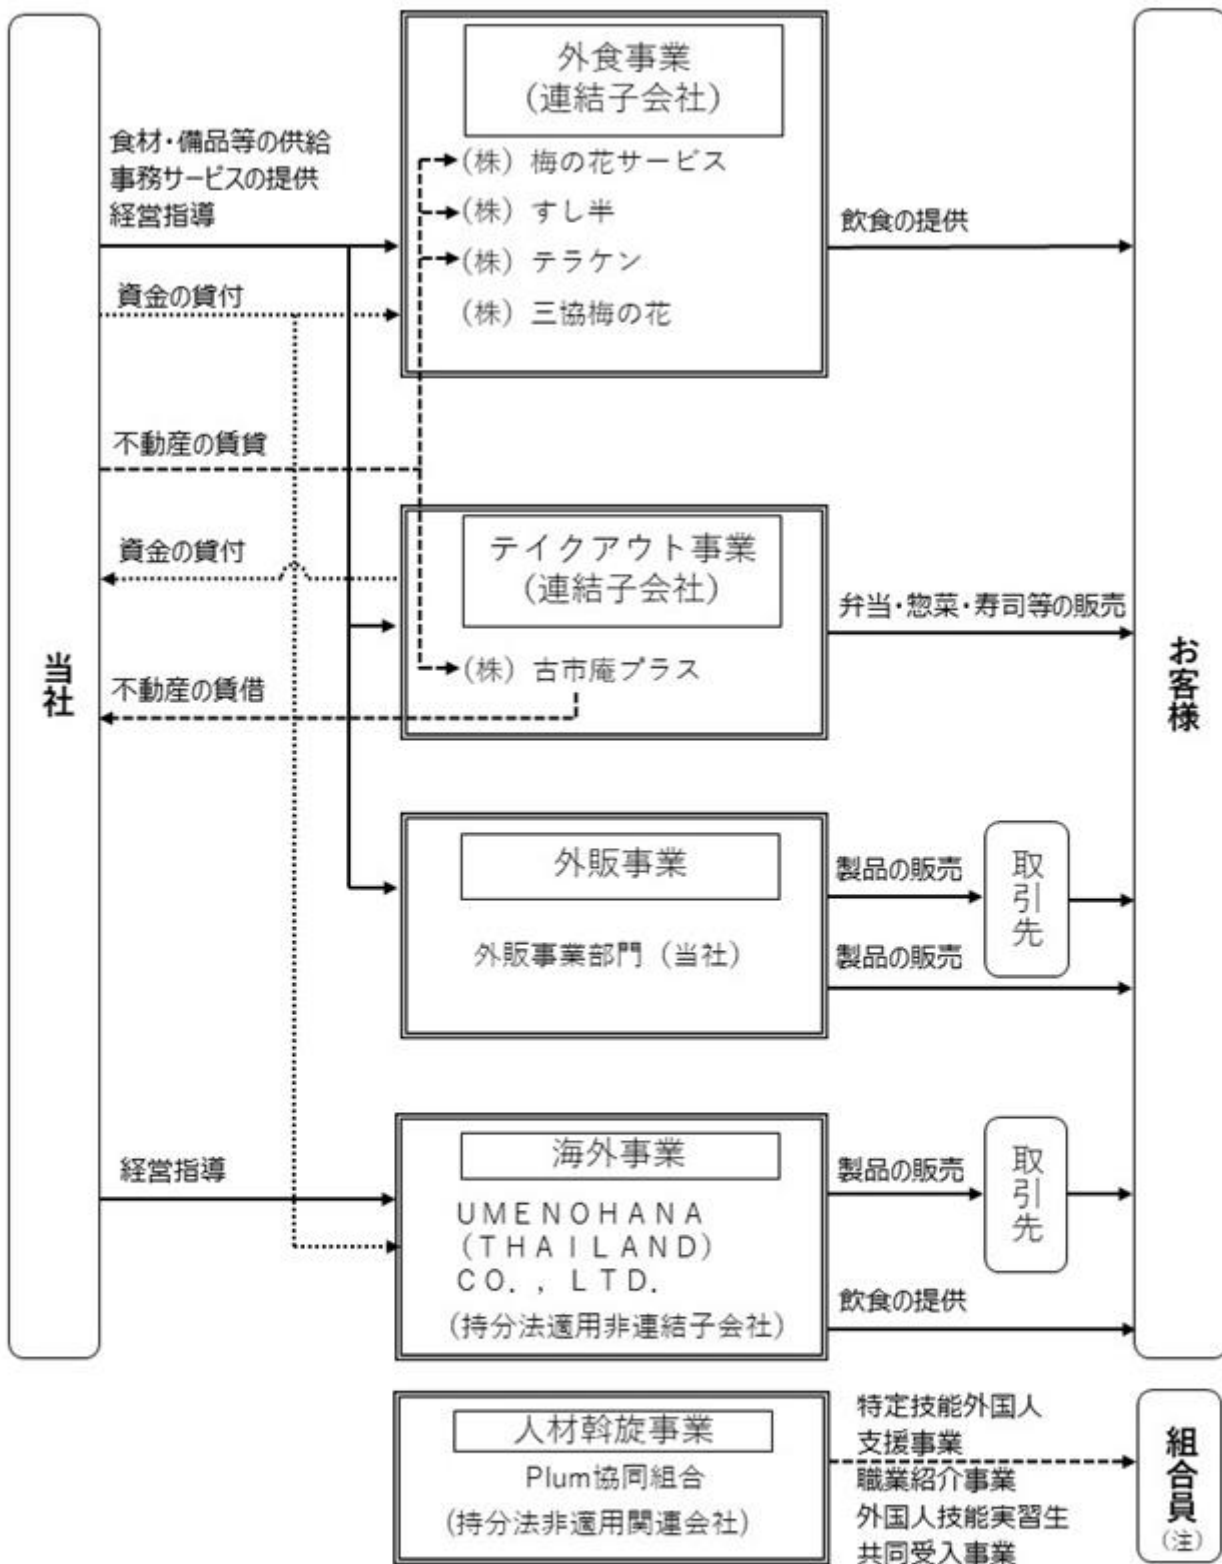 外食事業
(連結子会社)
食材・備品等の供給
事務サービスの提供
経営指導
(株) 梅の花サービス
(株) すし半
(株) テラケン
(株) 三協梅の花
飲食の提供
資金の貸付
不動産の賃貸
テイクアウト事業
(連結子会社)
資金の貸付
(株) 古市庵プラス
弁当・惣菜・寿司等の販売
不動産の賃借
当社
お客様
外販事業
外販事業部門 (当社)
製品の販売
取引先
製品の販売
海外事業
経営指導
UMENOHANA
(THAILAND)
CO., LTD.
(持分法適用非連結子会社)
製品の販売
取引先
飲食の提供
人材斡旋事業
Plum協同組合
(持分法非適用関連会社)
特定技能外国人
支援事業
職業紹介事業
外国人技能実習生
共同受入事業
組合員
(注)